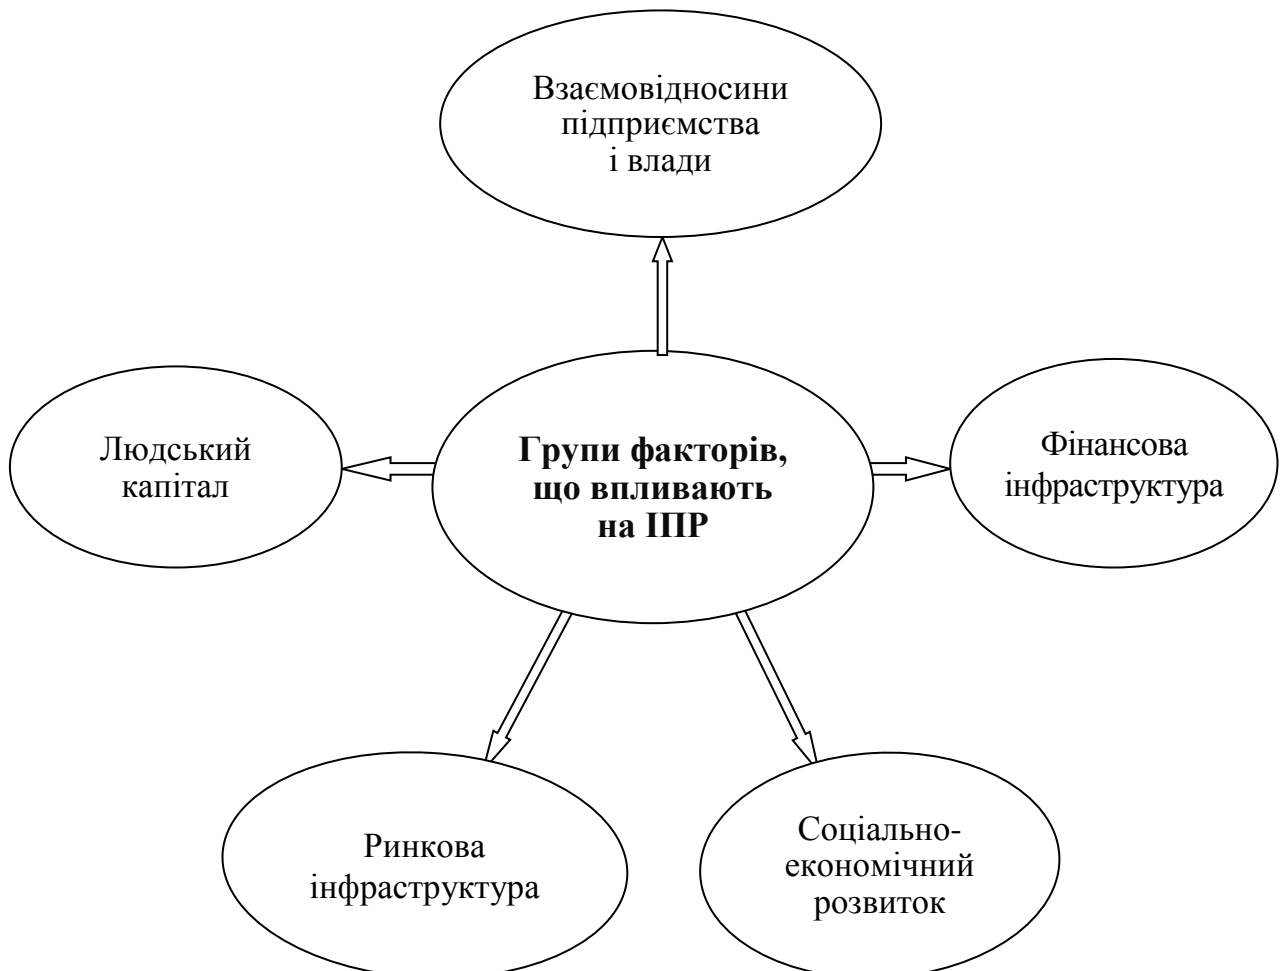 Взаємовідносини
підприємства
і влади
Людський
капітал
Групи факторів,
що впливають
на ІПР
Фінансова
інфраструктура
Ринкова
інфраструктура
Соціально-
економічний
розвиток